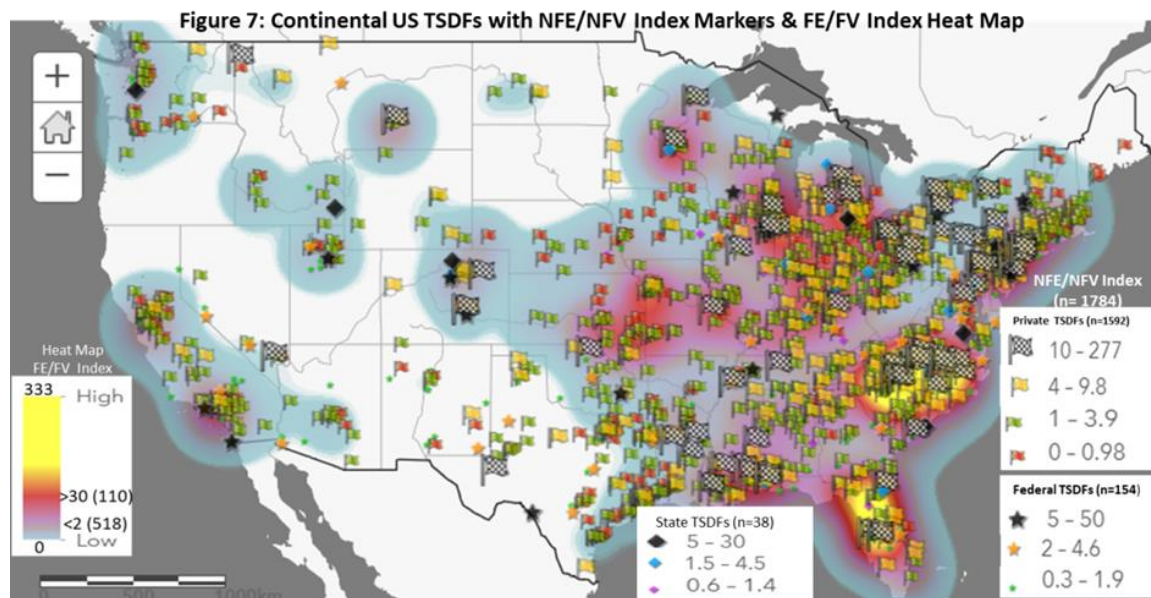 Figure 7: Continental US TSDFs with NFE/NFV Index Markers & FE/FV Index Heat Map
+
−
NFE/NFV Index
(n= 1784)
Private TSDFs (n=1592)
10 - 277
4 - 9.8
1 - 3.9
0 - 0.98
Heat Map
FE/FV Index
333
High
>30 (110)
<2 (518)
Low
0
State TSDFs (n=38)
5 - 30
1.5 - 4.5
0.6 - 1.4
Federal TSDFs (n=154)
5 - 50
2 - 4.6
0.3 - 1.9
0
500
1000km